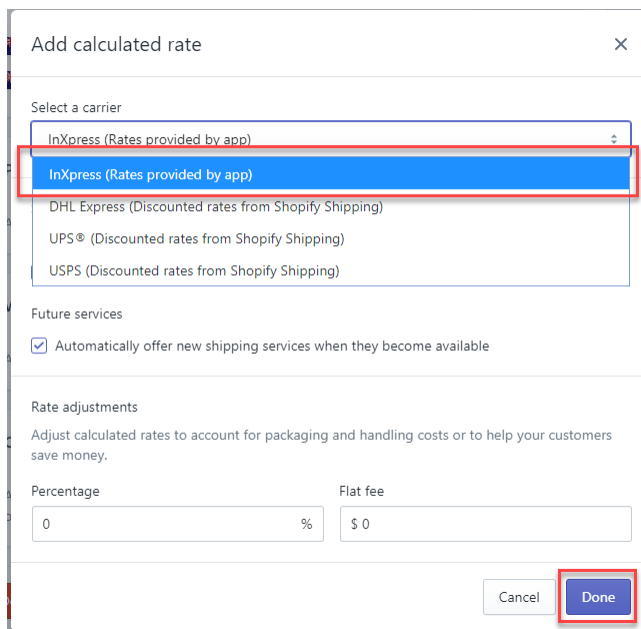 Add calculated rate
Select a carrier
InXpress (Rates provided by app)
InXpress (Rates provided by app)
DHL Express (Discounted rates from Shopify Shipping)
UPS® (Discounted rates from Shopify Shipping)
USPS (Discounted rates from Shopify Shipping)
Future services
Automatically offer new shipping services when they become available
Rate adjustments
Adjust calculated rates to account for packaging and handling costs or to help your customers
save money.
Percentage Flat fee
0 % $ 0
Cancel Done